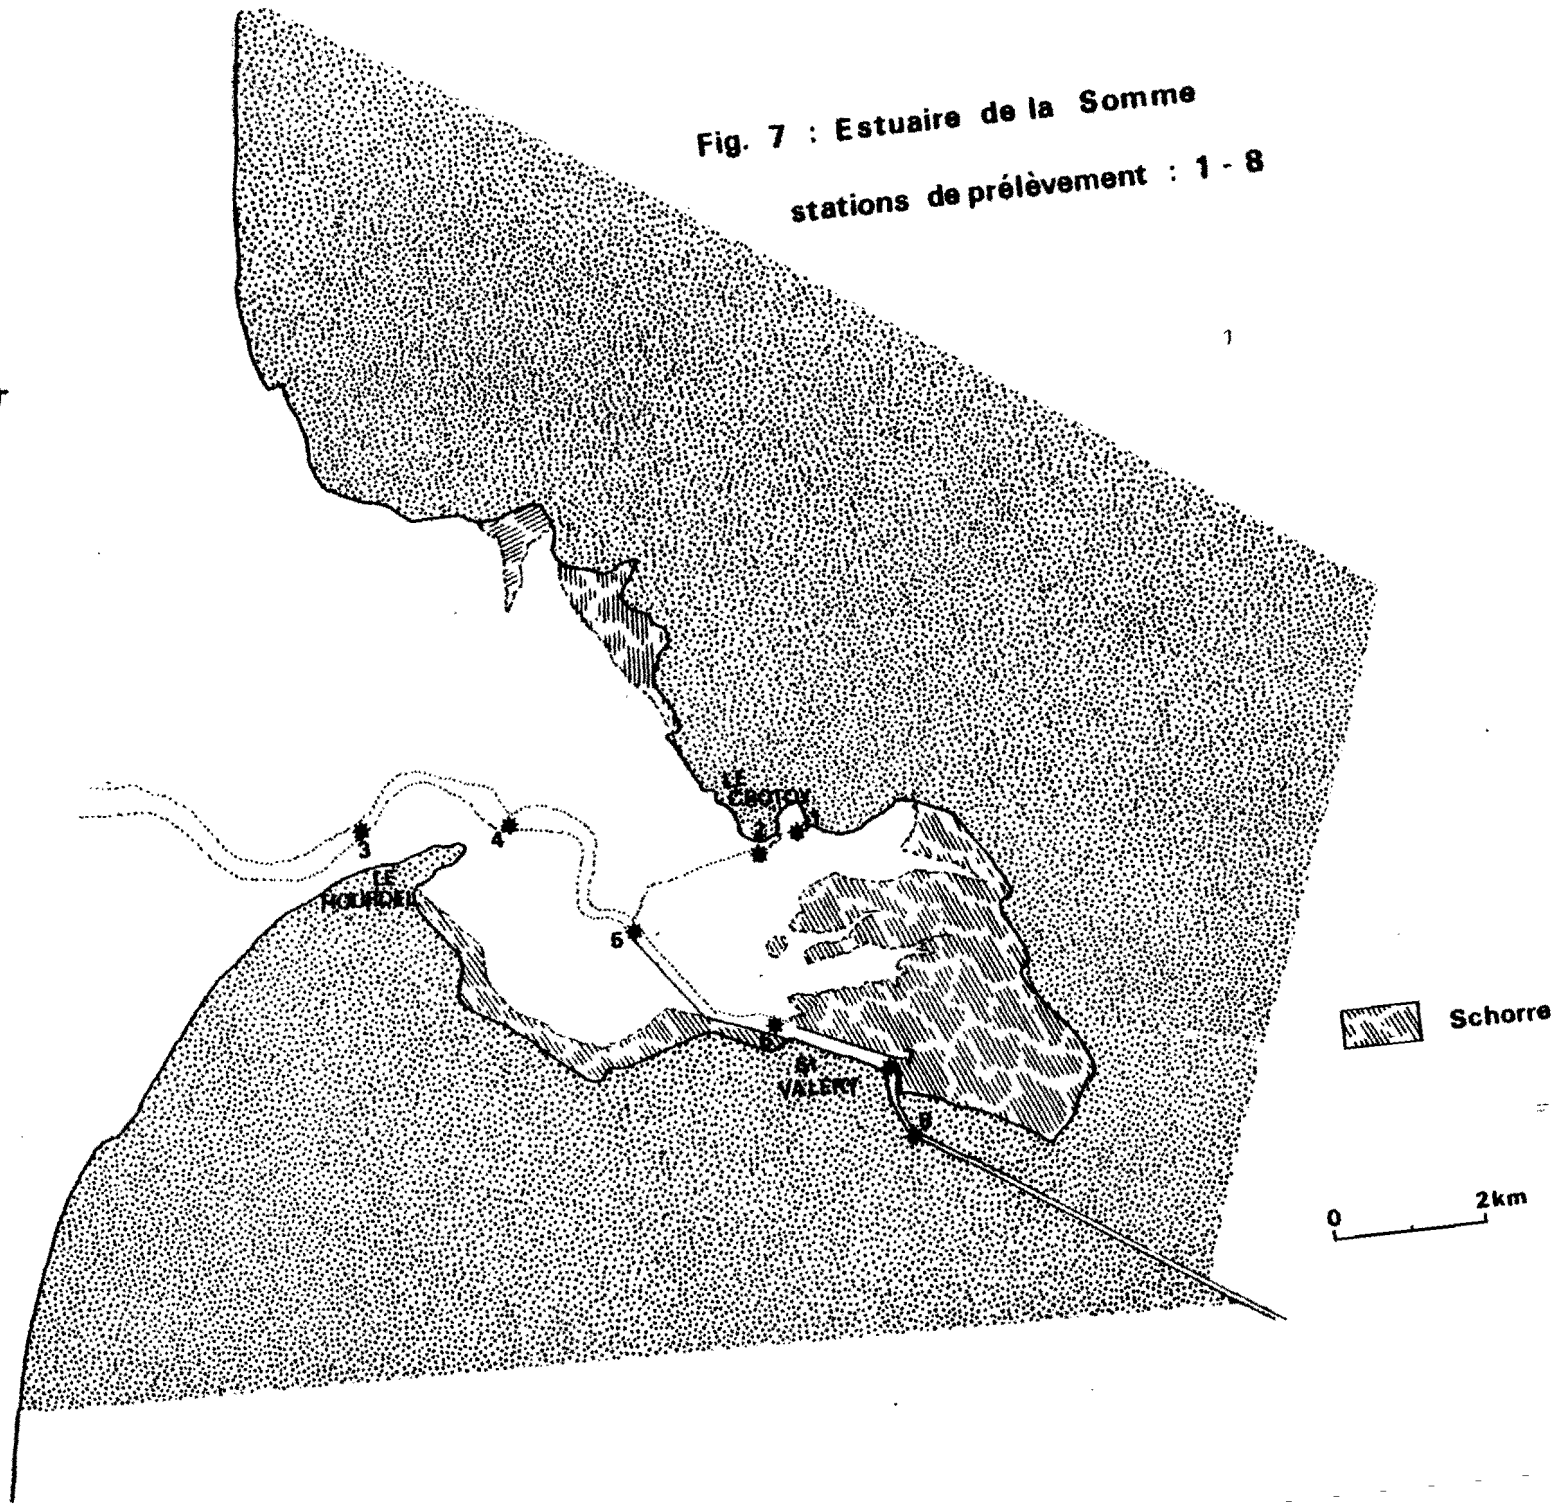 Fig. 7 : Estuaire de la Somme
stations de prélèvement : 1 - 8
1
LE
CROTOY
1
2
3
4
LE
HOURDEL
5
6
St
VALERY
8
Schorre
0 2km